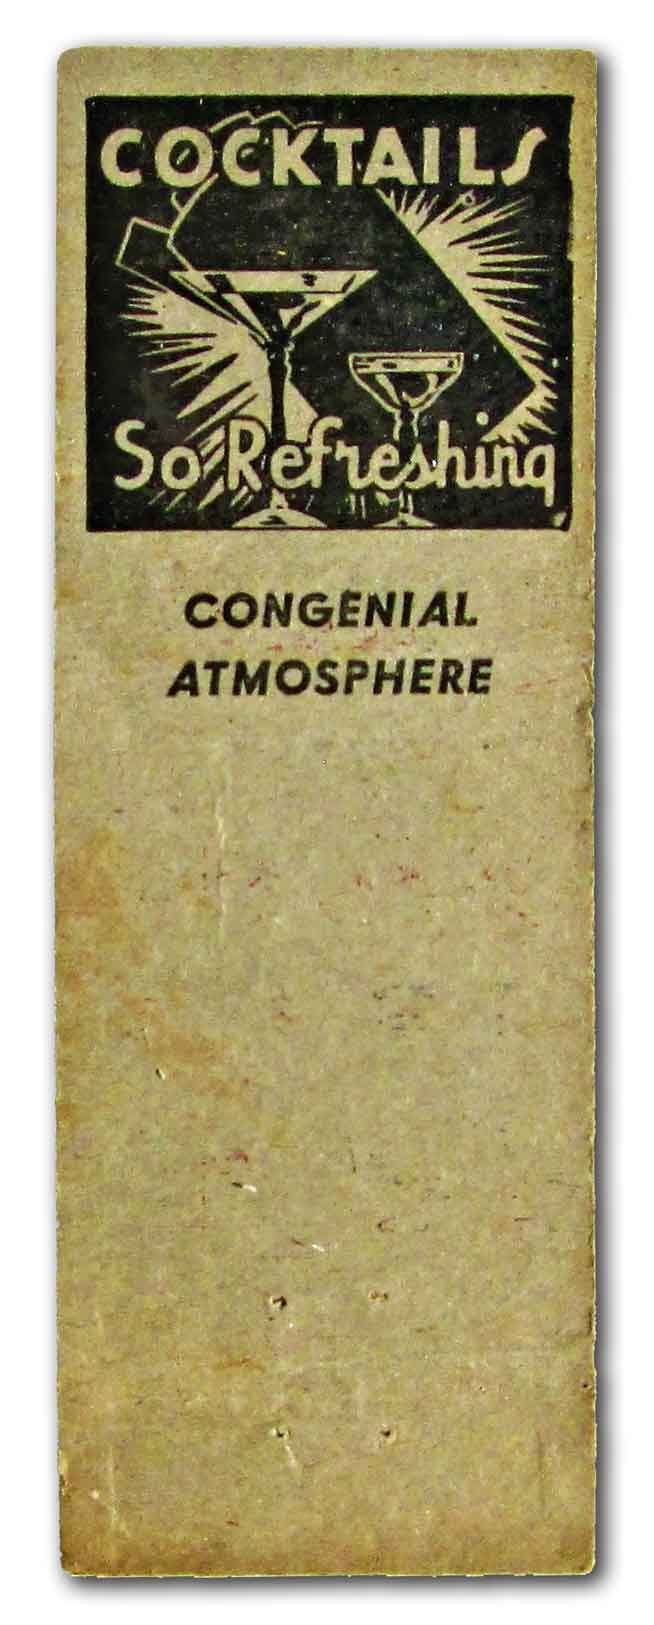 COCKTAILS
So Refreshing
CONGENIAL
ATMOSPHERE